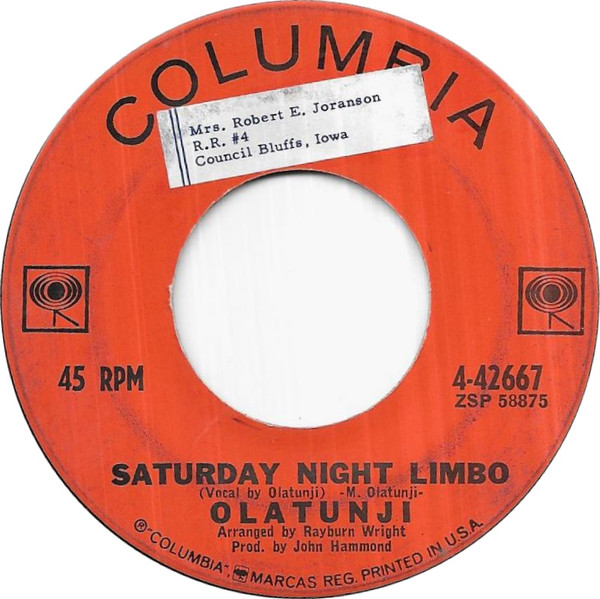 COLUMBIA
Mrs. Robert E. Joranson
R.R. #4
Council Bluffs, Iowa
45 RPM
4-42667
ZSP 58875
SATURDAY NIGHT LIMBO
(Vocal by Olatunji) -M. Olatunji-
OLATUNJI
Arranged by Rayburn Wright
Prod. by John Hammond
®"COLUMBIA", MARCAS REG. PRINTED IN U.S.A.